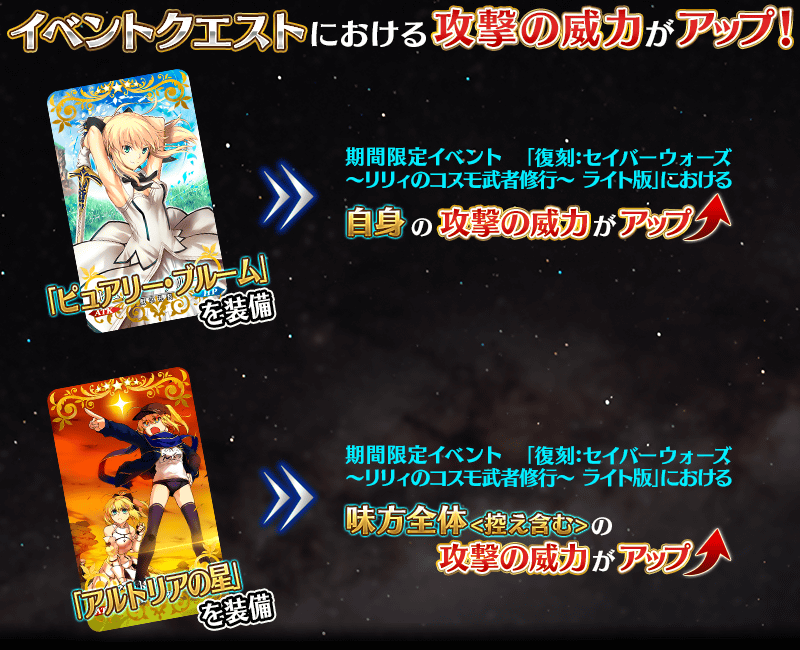 イベントクエストにおける攻撃の威力がアップ！
期間限定イベント 「復刻:セイバーウォーズ
～リリィのコスモ武者修行～ ライト版」における
自身の攻撃の威力がアップ
「ピュアリー・ブルーム」
を装備
期間限定イベント 「復刻:セイバーウォーズ
～リリィのコスモ武者修行～ ライト版」における
味方全体<控え含む>の
攻撃の威力がアップ
「アルトリアの星」
を装備